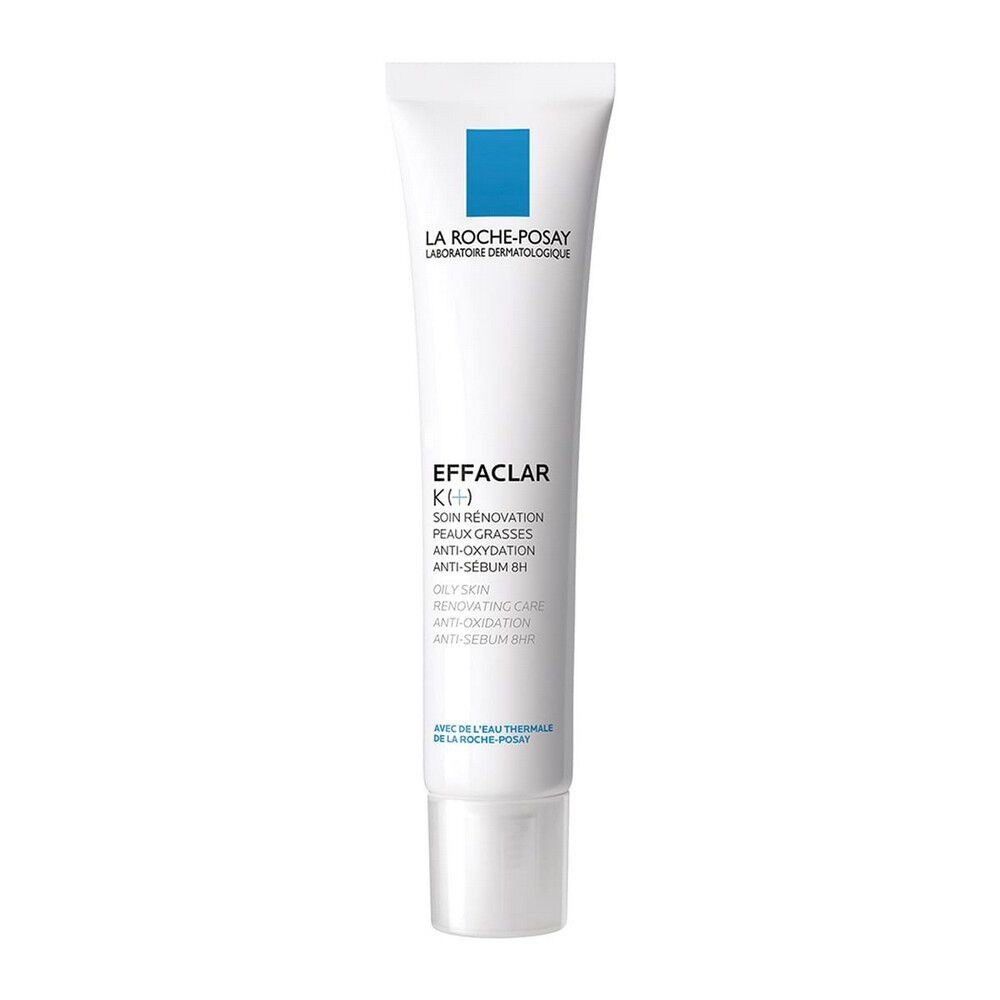 LA ROCHE-POSAY
LABORATOIRE DERMATOLOGIQUE
EFFACLAR
K(+)
SOIN RÉNOVATION
PEAUX GRASSES
ANTI-OXYDATION
ANTI-SÉBUM 8H
OILY SKIN
RENOVATING CARE
ANTI-OXIDATION
ANTI-SEBUM 8HR
AVEC DE L'EAU THERMALE
DE LA ROCHE-POSAY